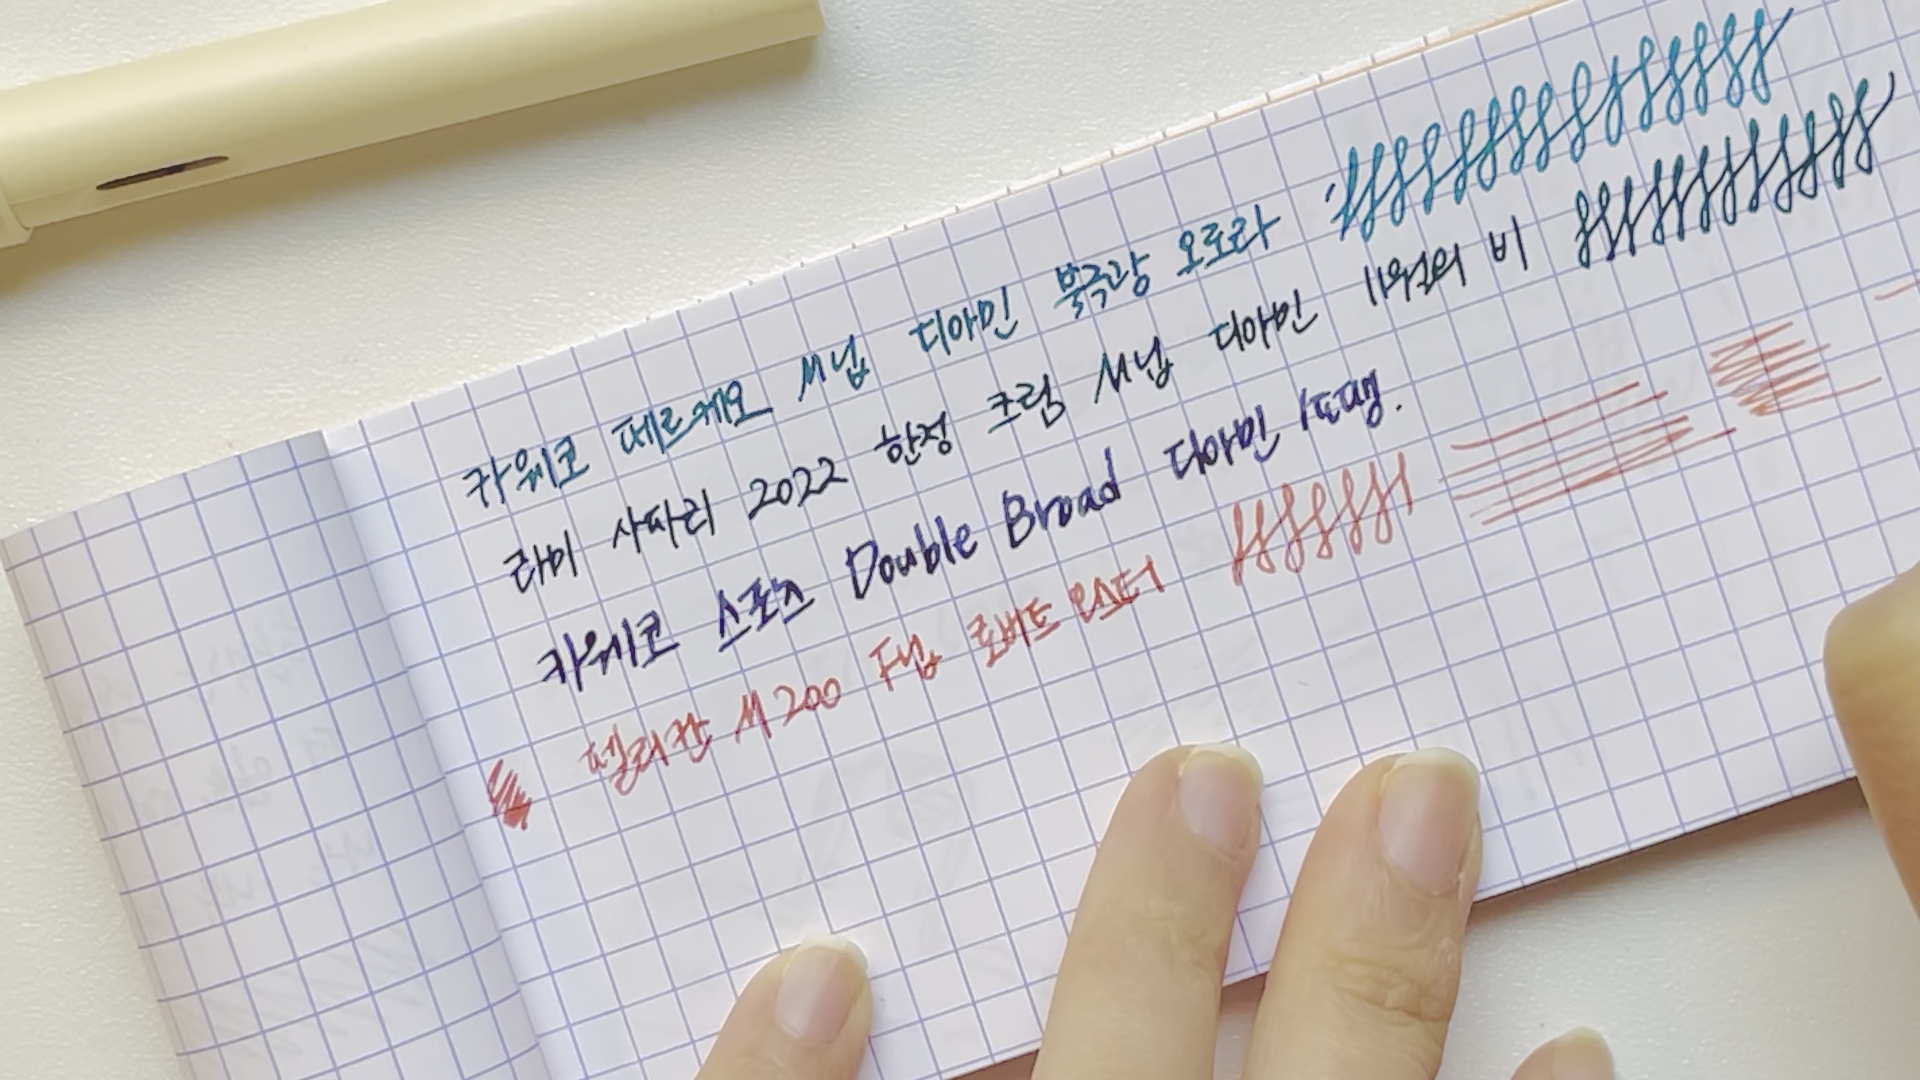 카웨코 페르케오 M닙 디아민 북극광 오로라
라미 사파리 2022 한정 크림 M닙 디아민 11월의 비
카웨코 스포츠 Double Broad 디아민
펠리칸 M200 F닙 로버트 오스터